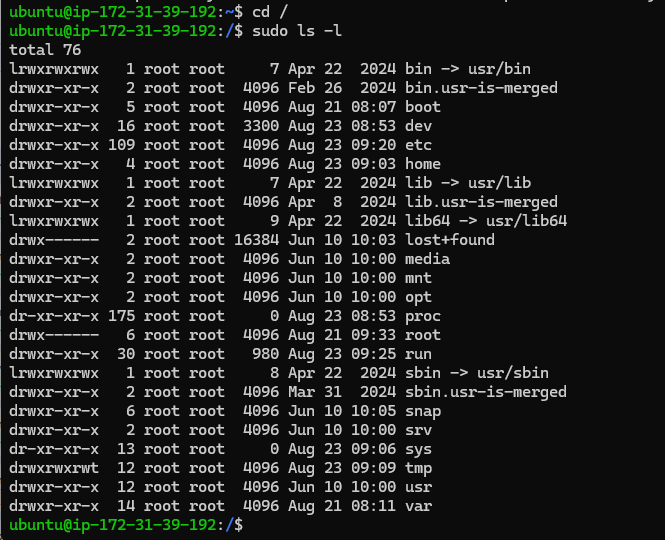 ubuntu@ip-172-31-39-192:~$ cd /
ubuntu@ip-172-31-39-192:/$ sudo ls -l
total 76
lrwxrwxrwx   1 root root     7 Apr 22  2024 bin -> usr/bin
drwxr-xr-x   2 root root  4096 Feb 26  2024 bin.usr-is-merged
drwxr-xr-x   5 root root  4096 Aug 21 08:07 boot
drwxr-xr-x  16 root root  3300 Aug 23 08:53 dev
drwxr-xr-x 109 root root  4096 Aug 23 09:20 etc
drwxr-xr-x   4 root root  4096 Aug 23 09:03 home
lrwxrwxrwx   1 root root     7 Apr 22  2024 lib -> usr/lib
drwxr-xr-x   2 root root  4096 Apr  8  2024 lib.usr-is-merged
lrwxrwxrwx   1 root root     9 Apr 22  2024 lib64 -> usr/lib64
drwx------   2 root root 16384 Jun 10 10:03 lost+found
drwxr-xr-x   2 root root  4096 Jun 10 10:00 media
drwxr-xr-x   2 root root  4096 Jun 10 10:00 mnt
drwxr-xr-x   2 root root  4096 Jun 10 10:00 opt
dr-xr-xr-x 175 root root     0 Aug 23 08:53 proc
drwx------   6 root root  4096 Aug 21 09:33 root
drwxr-xr-x  30 root root   980 Aug 23 09:25 run
lrwxrwxrwx   1 root root     8 Apr 22  2024 sbin -> usr/sbin
drwxr-xr-x   2 root root  4096 Mar 31  2024 sbin.usr-is-merged
drwxr-xr-x   6 root root  4096 Jun 10 10:05 snap
drwxr-xr-x   2 root root  4096 Jun 10 10:00 srv
dr-xr-xr-x  13 root root     0 Aug 23 09:06 sys
drwxrwxrwt  12 root root  4096 Aug 23 09:09 tmp
drwxr-xr-x  12 root root  4096 Jun 10 10:00 usr
drwxr-xr-x  14 root root  4096 Aug 21 08:11 var
ubuntu@ip-172-31-39-192:/$